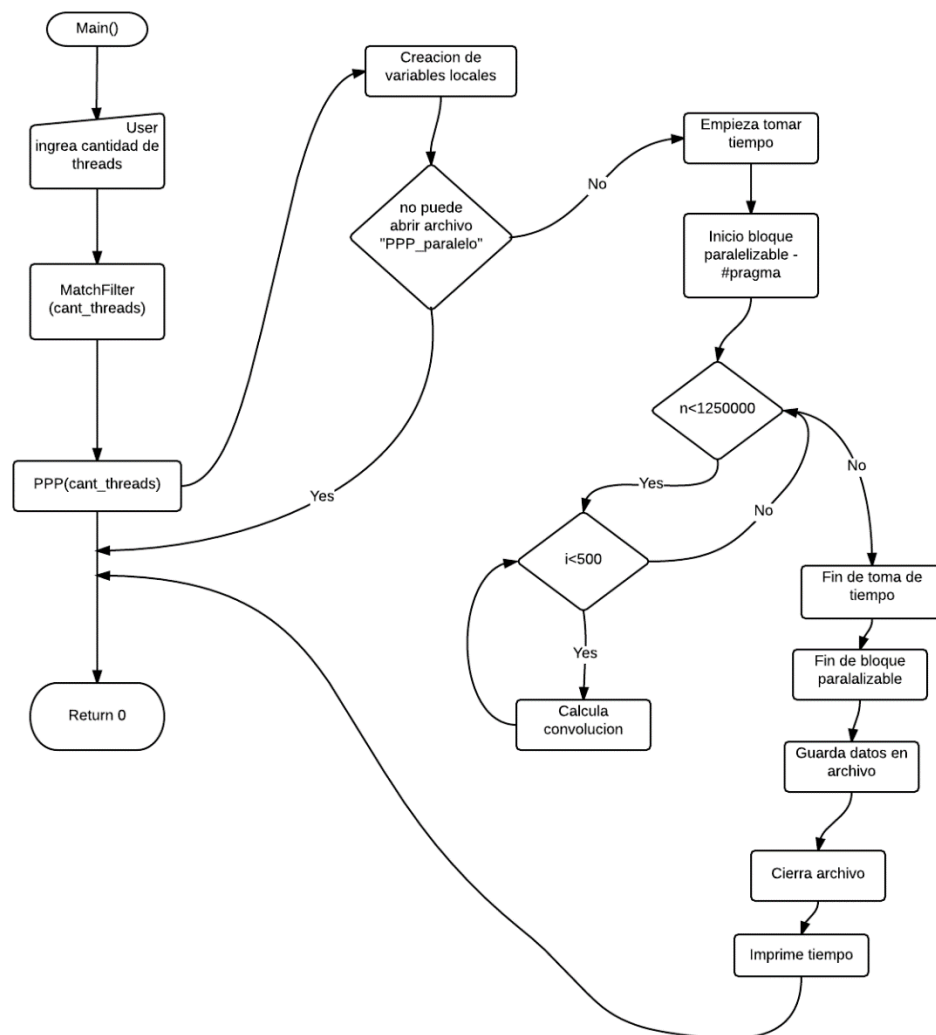 Main()
User
ingrea cantidad de
threads
MatchFilter
(cant_threads)
PPP(cant_threads)
Return 0
Creacion de
variables locales
no puede
abrir archivo
"PPP_paralelo"
Yes
No
Empieza tomar
tiempo
Inicio bloque
paralelizable -
#pragma
n<1250000
Yes
No
No
i<500
Yes
Calcula
convolucion
Fin de toma de
tiempo
Fin de bloque
paralalizable
Guarda datos en
archivo
Cierra archivo
Imprime tiempo